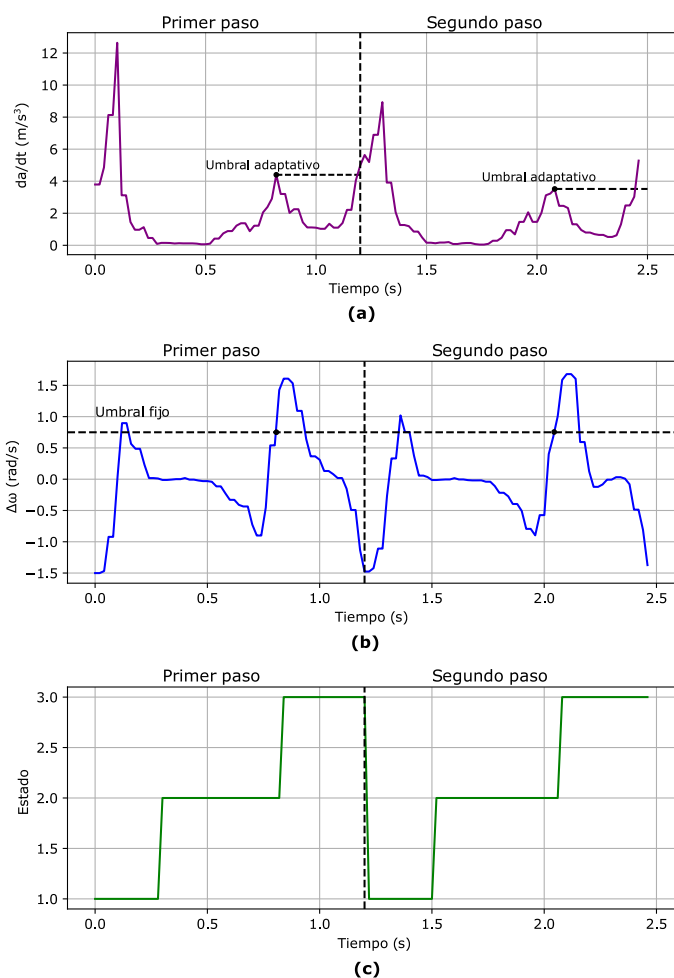 Primer paso Segundo paso
12
10
8
6
4
2
0
da/dt (m/s³)
Umbral adaptativo
Umbral adaptativo
0.0 0.5 1.0 1.5 2.0 2.5
Tiempo (s)
(a)
Primer paso Segundo paso
1.5
1.0
0.5
0.0
−0.5
−1.0
−1.5
Δω (rad/s)
Umbral fijo
0.0 0.5 1.0 1.5 2.0 2.5
Tiempo (s)
(b)
Primer paso Segundo paso
3.0
2.5
2.0
1.5
1.0
Estado
0.0 0.5 1.0 1.5 2.0 2.5
Tiempo (s)
(c)